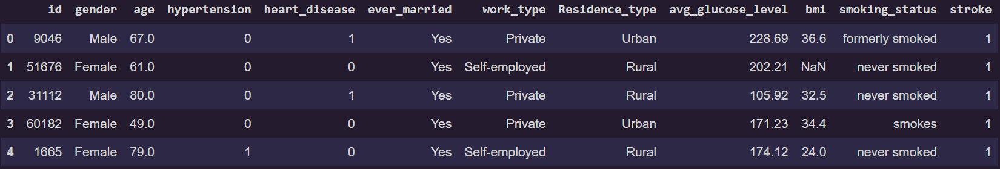 id gender age hypertension heart_disease ever_married work_type Residence_type avg_glucose_level bmi smoking_status stroke
0 9046 Male 67.0 0 1 Yes Private Urban 228.69 36.6 formerly smoked 1
1 51676 Female 61.0 0 0 Yes Self-employed Rural 202.21 NaN never smoked 1
2 31112 Male 80.0 0 1 Yes Private Rural 105.92 32.5 never smoked 1
3 60182 Female 49.0 0 0 Yes Private Urban 171.23 34.4 smokes 1
4 1665 Female 79.0 1 0 Yes Self-employed Rural 174.12 24.0 never smoked 1